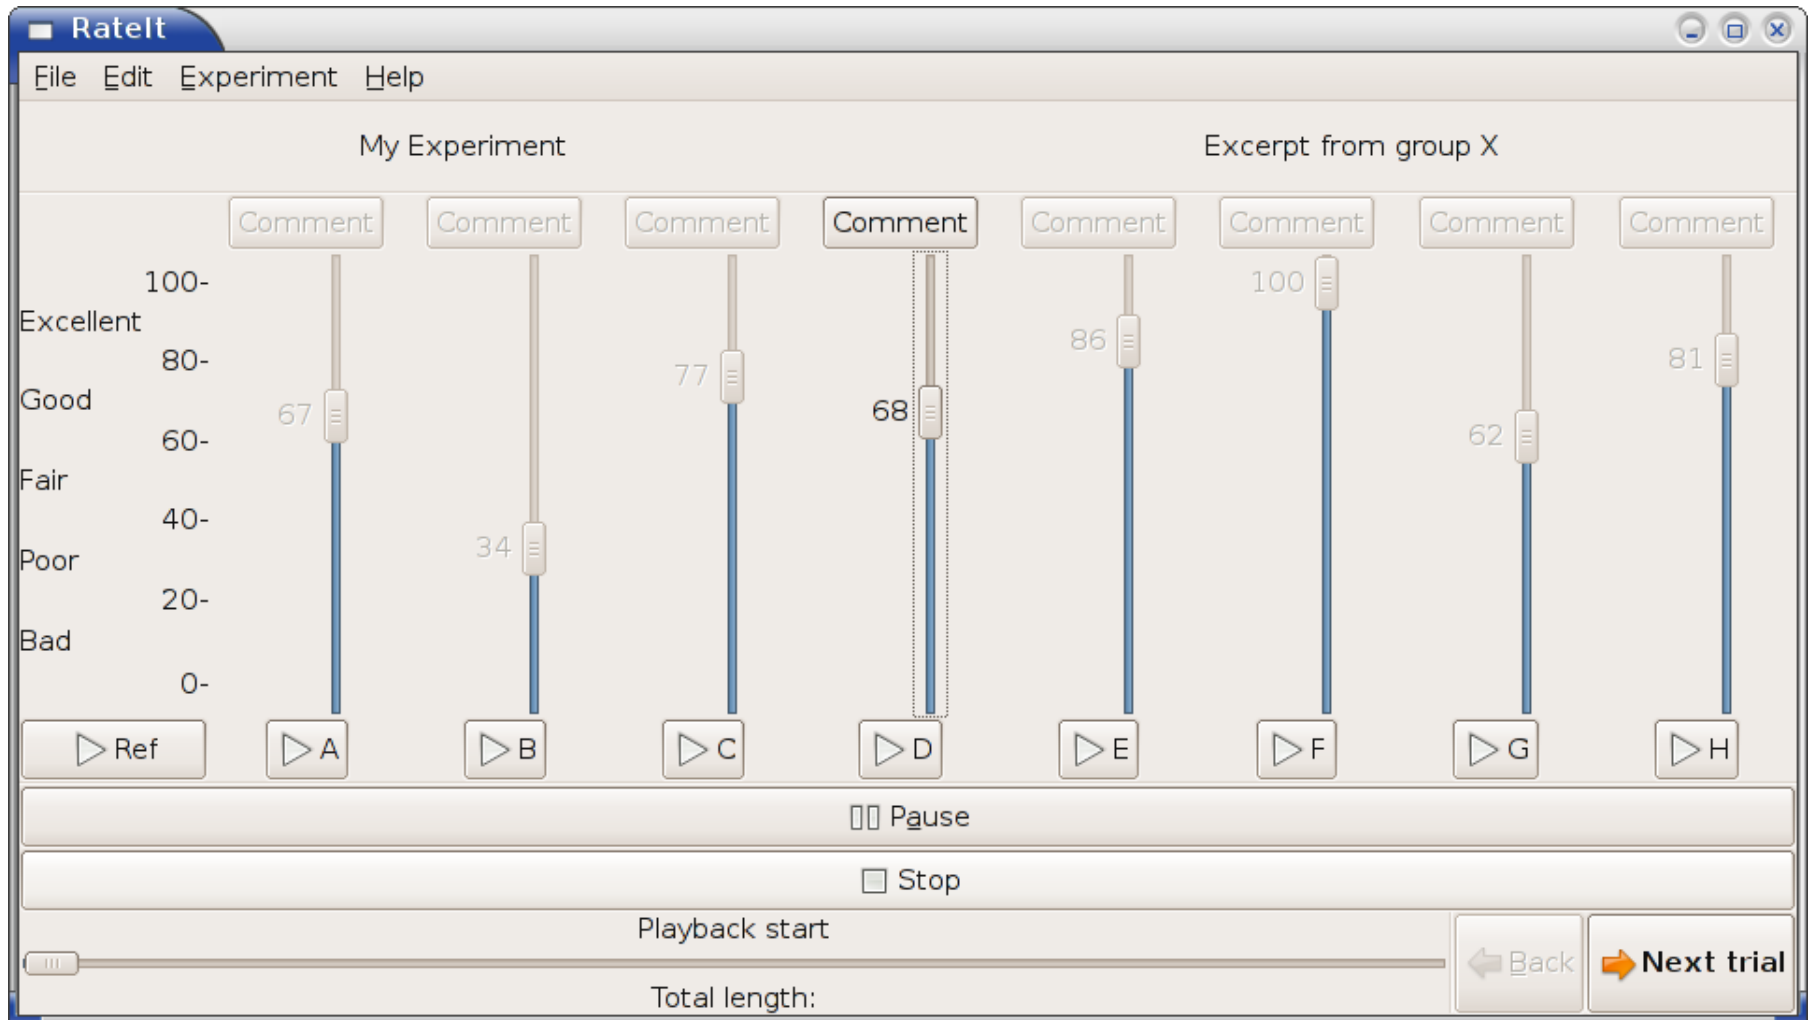 RateIt
File Edit Experiment Help
My Experiment Excerpt from group X
Comment Comment Comment Comment Comment Comment Comment Comment
100-
Excellent
80-
Good
60-
Fair
40-
Poor
20-
Bad
0-
67 34 77 68 86 100 62 81
Ref A B C D E F G H
Pause
Stop
Playback start
Total length:
Back Next trial